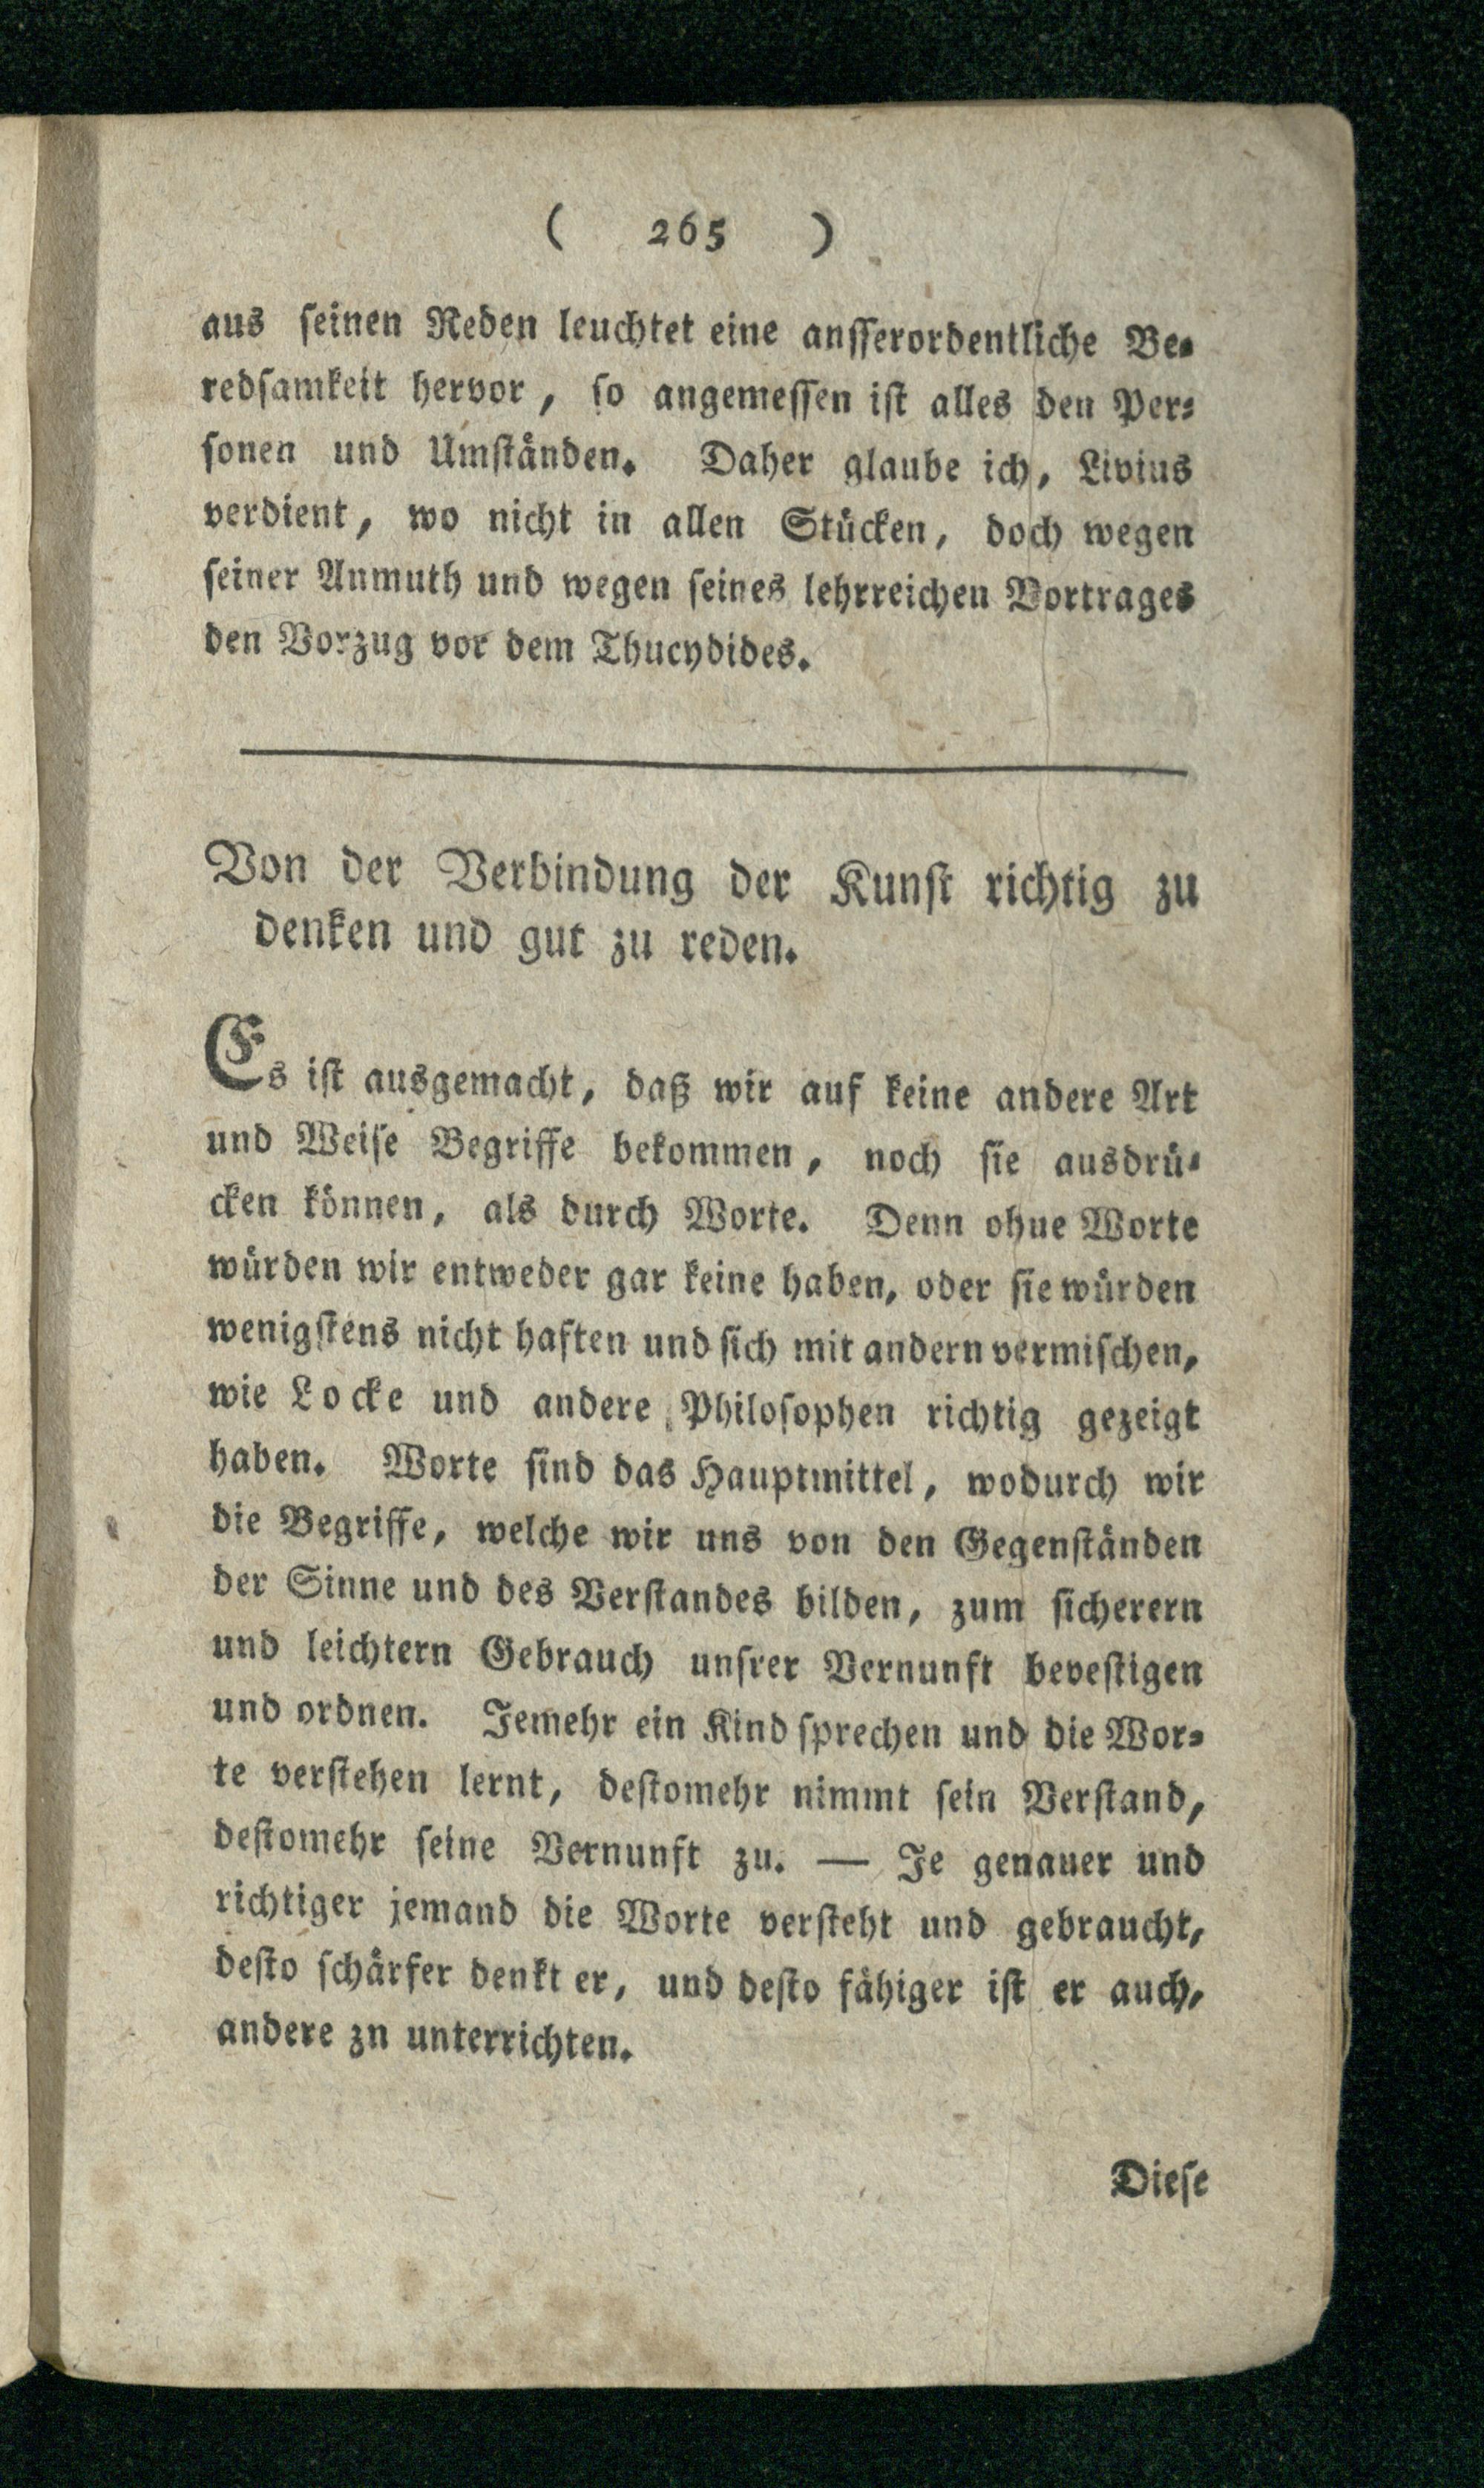 ( 265 )
aus ſeinen Reden leuchtet eine anſſerordentliche Be⸗
redſamkeit hervor, ſo angemeſſen iſt alles den Per⸗
ſonen und Umſtänden. Daher glaube ich, Livius
verdient, wo nicht in allen Stücken, doch wegen
ſeiner Anmuth und wegen ſeines lehrreichen Vortrages
den Vorzug vor dem Thucydides.
Von der Verbindung der Kunſt richtig zu
denken und gut zu reden.
Es iſt ausgemacht, daß wir auf keine andere Art
und Weiſe Begriffe bekommen, noch ſie ausdrü⸗
cken können, als durch Worte. Denn ohue Worte
würden wir entweder gar keine haben, oder ſie würden
wenigſtens nicht haften und ſich mit andern vermiſchen,
wie Locke und andere Philoſophen richtig gezeigt
haben. Worte ſind das Hauptmittel, wodurch wir
die Begriffe, welche wir uns von den Gegenſtänden
der Sinne und des Verſtandes bilden, zum ſicherern
und leichtern Gebrauch unſrer Vernunft beveſtigen
und ordnen. Jemehr ein Kind ſprechen und die Wor⸗
te verſtehen lernt, deſtomehr nimmt ſein Verſtand,
deſtomehr ſeine Vernunft zu. — Je genauer und
richtiger jemand die Worte verſteht und gebraucht,
deſto ſchärfer denkt er, und deſto fähiger iſt er auch,
andere zn unterrichten.
Dieſe